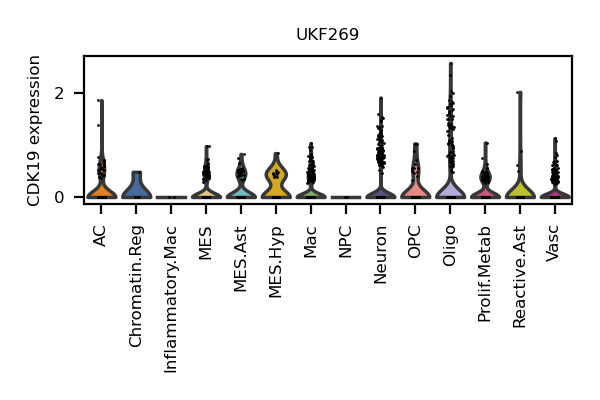 UKF269
CDK19 expression
2
0
AC
Chromatin.Reg
Inflammatory.Mac
MES
MES.Ast
MES.Hyp
Mac
NPC
Neuron
OPC
Oligo
Prolif.Metab
Reactive.Ast
Vasc